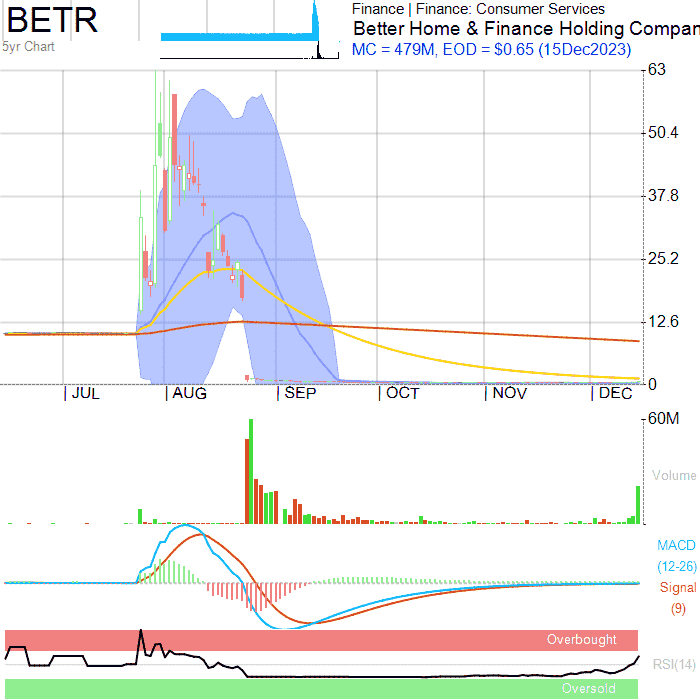 BETR
5yr Chart
Finance | Finance: Consumer Services
Better Home & Finance Holding Compan
MC = 479M, EOD = $0.65 (15Dec2023)
63
50.4
37.8
25.2
12.6
0
JUL AUG SEP OCT NOV DEC
60M
Volume
MACD
(12-26)
Signal
(9)
Overbought
RSI(14)
Oversold